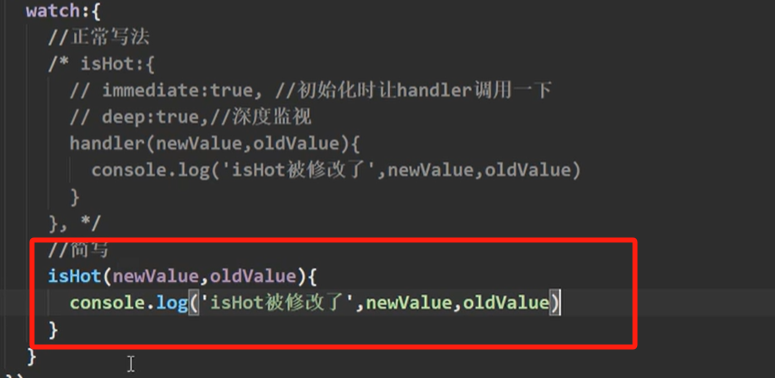 watch:{
//正常写法
/* isHot:{
// immediate:true, //初始化时让handler调用一下
// deep:true,//深度监视
handler(newValue,oldValue){
console.log('isHot被修改了',newValue,oldValue)
}
}, */
//简写
isHot(newValue,oldValue){
console.log('isHot被修改了',newValue,oldValue)
}
}